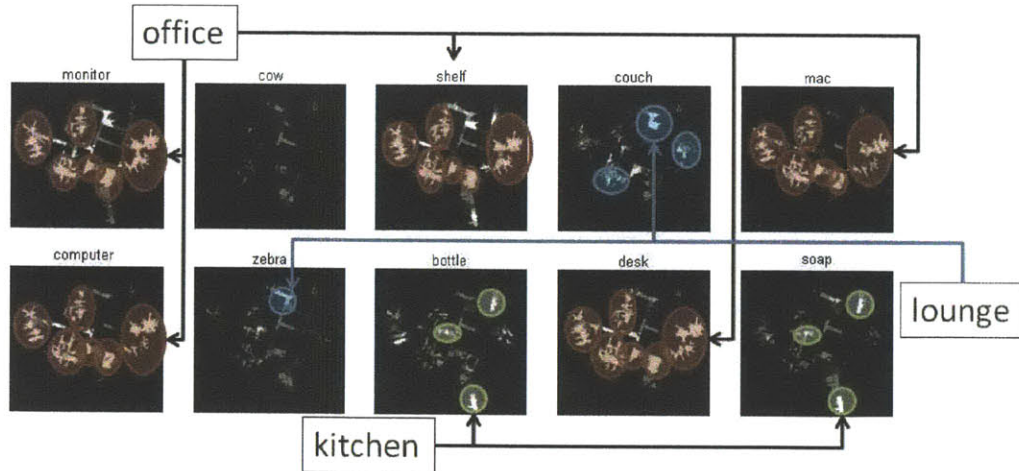 office
monitor
cow
shelf
couch
mac
computer
zebra
bottle
desk
soap
lounge
kitchen